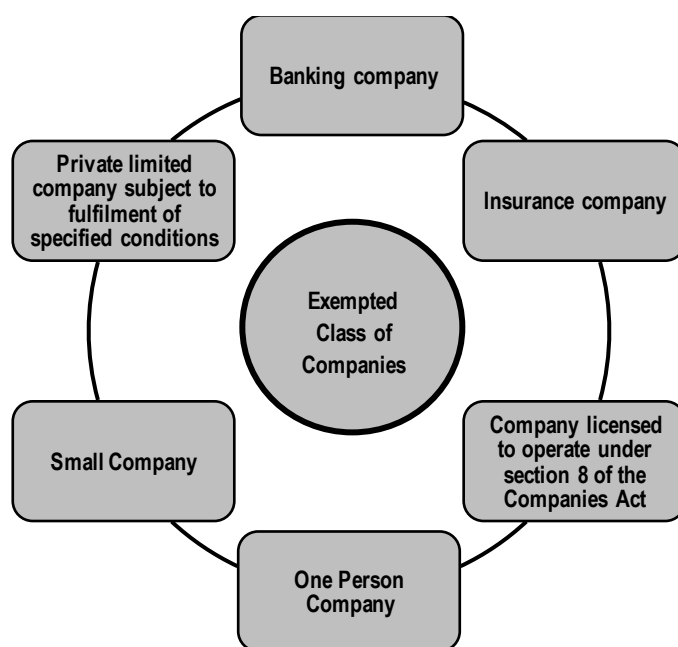 Banking company
Insurance company
Company licensed
to operate under
section 8 of the
Companies Act
One Person
Company
Small Company
Private limited
company subject to
fulfilment of
specified conditions
Exempted
Class of
Companies